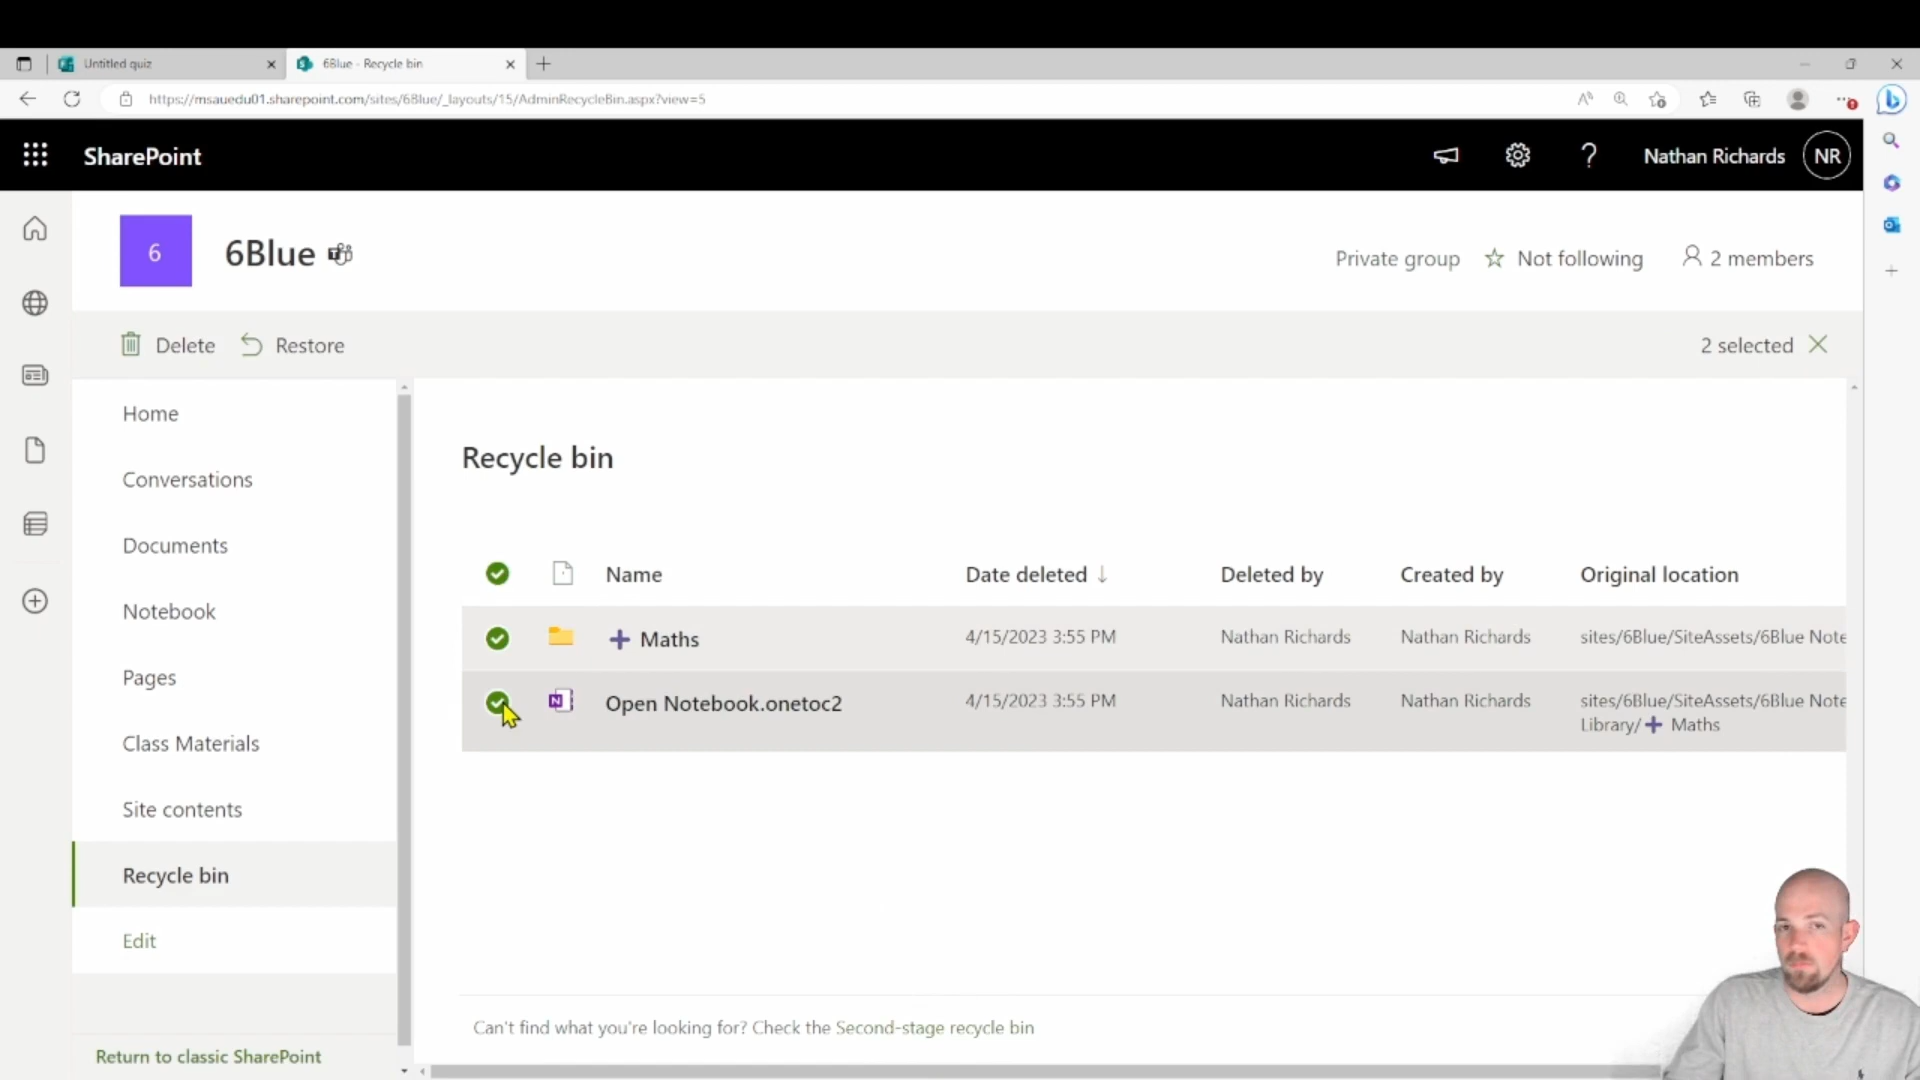 Untitled quiz
6Blue - Recycle bin
https://msauedu01.sharepoint.com/sites/6Blue/_layouts/15/AdminRecycleBin.aspx?view=5
SharePoint
Nathan Richards
NR
6
6Blue
Private group
Not following
2 members
Delete
Restore
2 selected
Home
Conversations
Documents
Notebook
Pages
Class Materials
Site contents
Recycle bin
Edit
Return to classic SharePoint
Recycle bin
Name
Date deleted
Deleted by
Created by
Original location
Maths
4/15/2023 3:55 PM
Nathan Richards
Nathan Richards
sites/6Blue/SiteAssets/6Blue Note
Open Notebook.onetoc2
4/15/2023 3:55 PM
Nathan Richards
Nathan Richards
sites/6Blue/SiteAssets/6Blue Note
Library/ Maths
Can't find what you're looking for? Check the Second-stage recycle bin